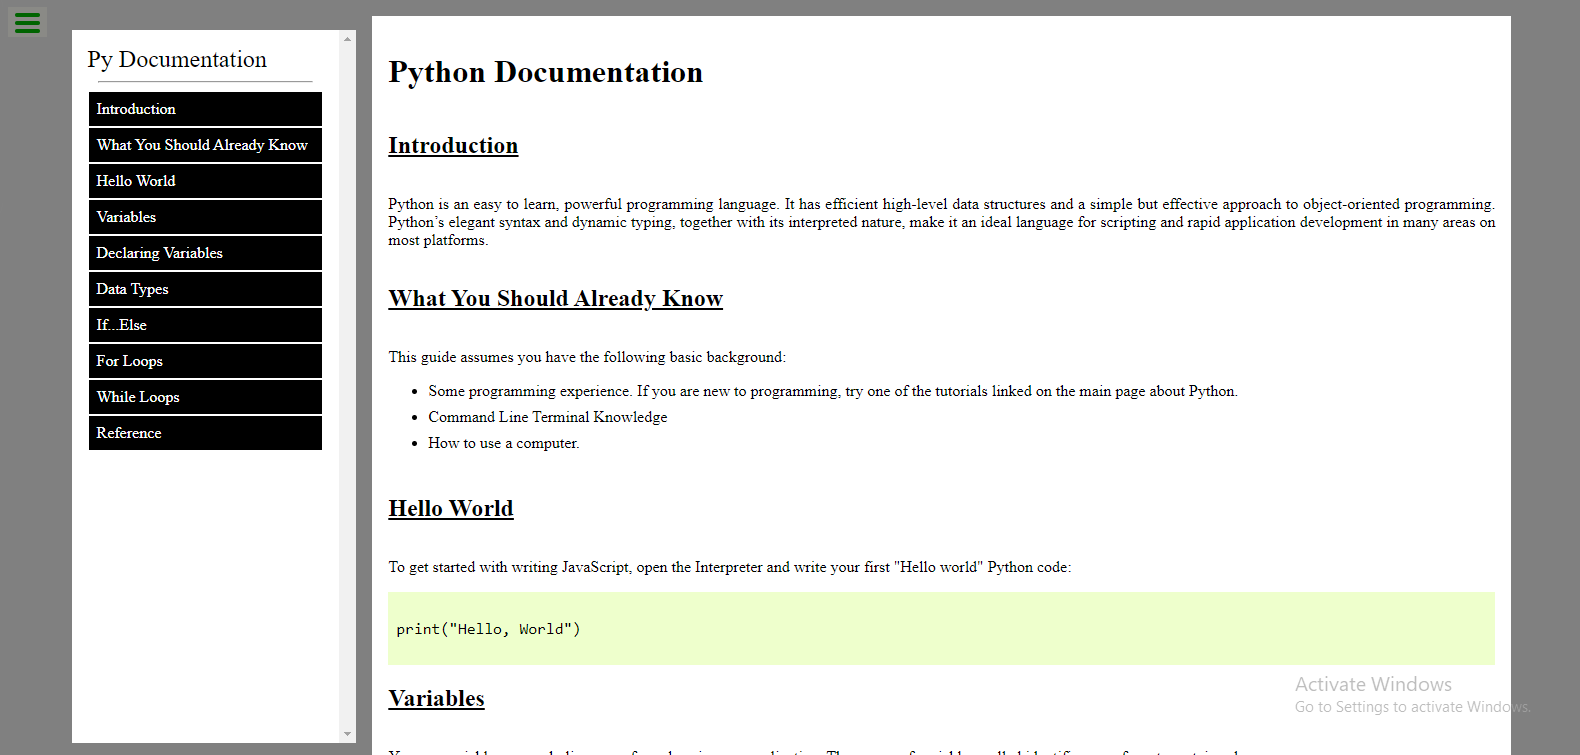 Py Documentation
Introduction
What You Should Already Know
Hello World
Variables
Declaring Variables
Data Types
If...Else
For Loops
While Loops
Reference
Python Documentation
Introduction
Python is an easy to learn, powerful programming language. It has efficient high-level data structures and a simple but effective approach to object-oriented programming.
Python’s elegant syntax and dynamic typing, together with its interpreted nature, make it an ideal language for scripting and rapid application development in many areas on
most platforms.
What You Should Already Know
This guide assumes you have the following basic background:
• Some programming experience. If you are new to programming, try one of the tutorials linked on the main page about Python.
• Command Line Terminal Knowledge
• How to use a computer.
Hello World
To get started with writing JavaScript, open the Interpreter and write your first "Hello world" Python code:
print("Hello, World")
Variables
Activate Windows
Go to Settings to activate Windows.